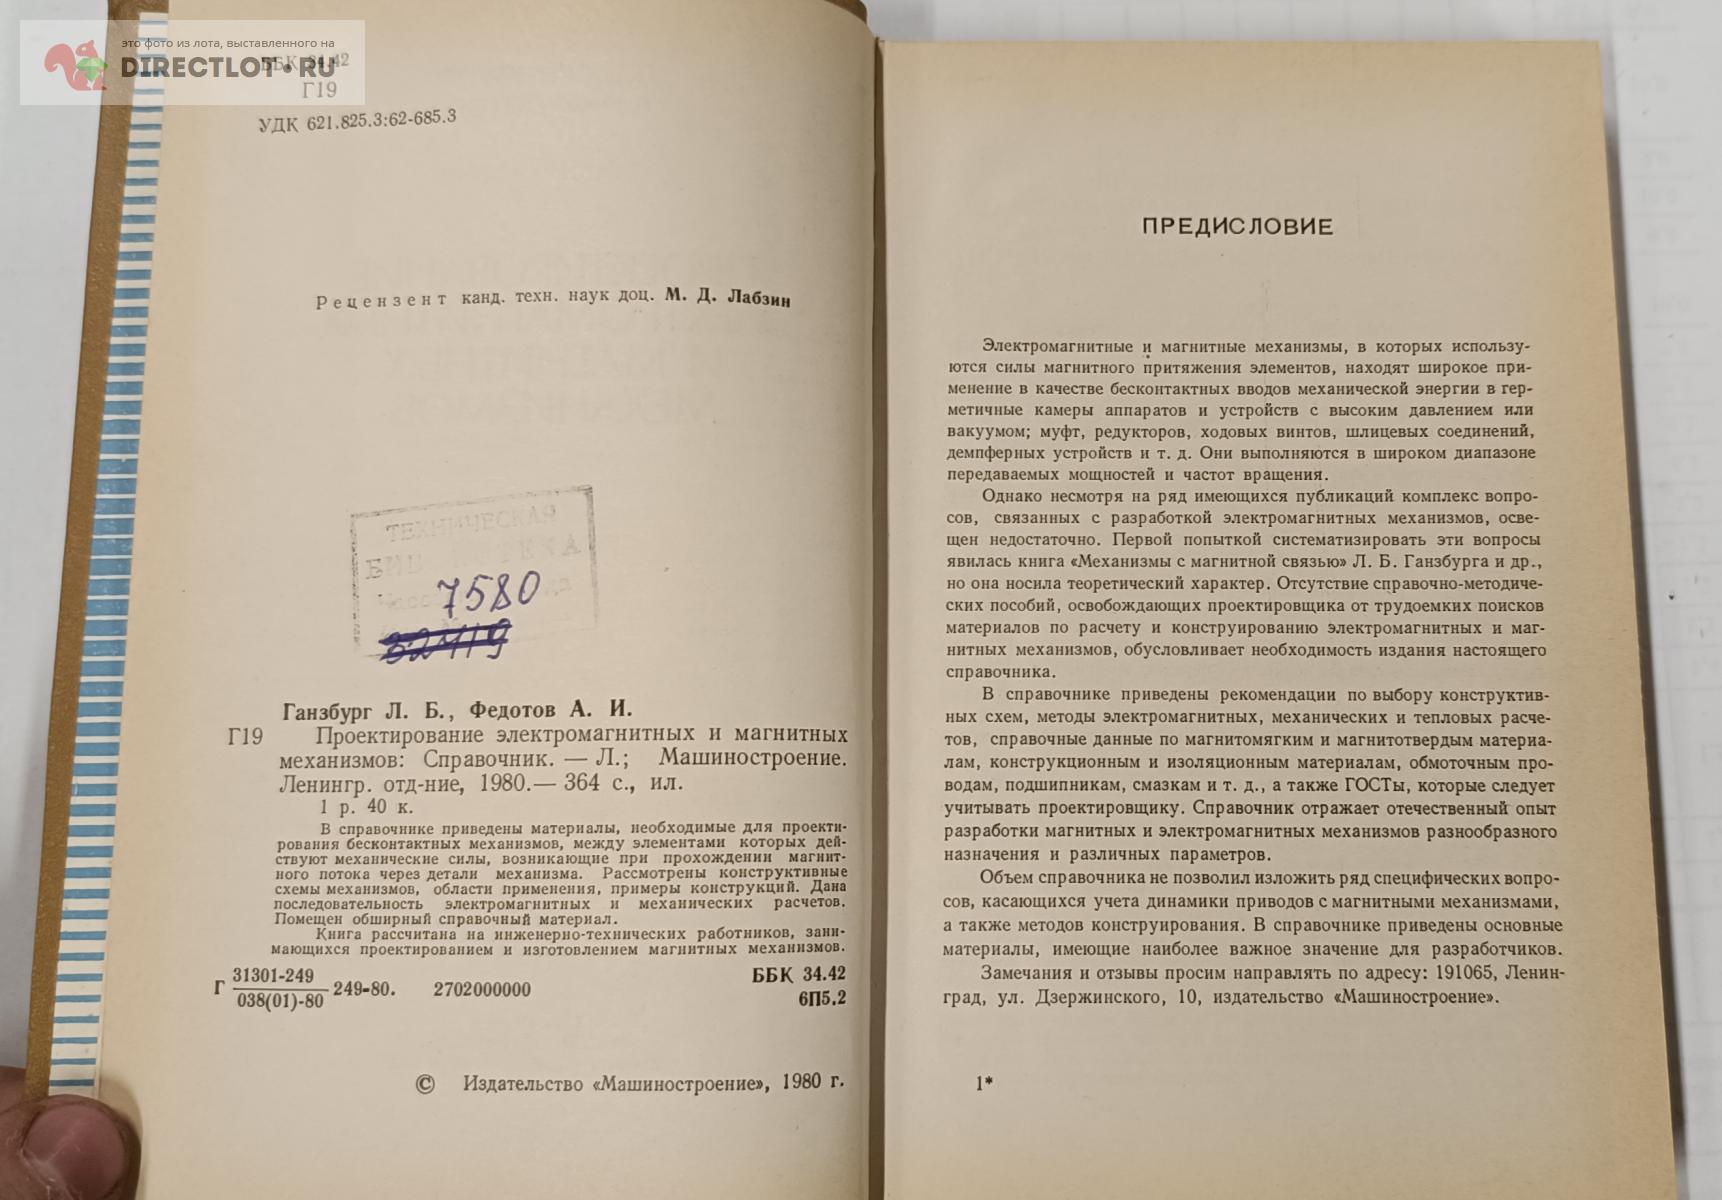 это фото из лота, выставленного на
DIRECTLOT.RU
ББК 34.42
Г19
УДК 621.825.3:62-685.3
Рецензент канд. техн. наук доц. М. Д. Лабзин
ТЕХНИЧЕСКАЯ
7580
Ганзбург Л. Б., Федотов А. И.
Г19 Проектирование электромагнитных и магнитных
механизмов: Справочник. — Л.; Машиностроение.
Ленингр. отд-ние, 1980.— 364 с., ил.
1 р. 40 к.
В справочнике приведены материалы, необходимые для проекти-
рования бесконтактных механизмов, между элементами которых дей-
ствуют механические силы, возникающие при прохождении магнит-
ного потока через детали механизма. Рассмотрены конструктивные
схемы механизмов, области применения, примеры конструкций. Дана
последовательность электромагнитных и механических расчетов.
Помещен обширный справочный материал.
Книга рассчитана на инженерно-технических работников, зани-
мающихся проектированием и изготовлением магнитных механизмов.
Г 31301-249
038(01)-80 249-80. 2702000000
ББК 34.42
6П5.2
© Издательство «Машиностроение», 1980 г.
ПРЕДИСЛОВИЕ
Электромагнитные и магнитные механизмы, в которых использу-
ются силы магнитного притяжения элементов, находят широкое при-
менение в качестве бесконтактных вводов механической энергии в гер-
метичные камеры аппаратов и устройств с высоким давлением или
вакуумом; муфт, редукторов, ходовых винтов, шлицевых соединений,
демпферных устройств и т. д. Они выполняются в широком диапазоне
передаваемых мощностей и частот вращения.
Однако несмотря на ряд имеющихся публикаций комплекс вопро-
сов, связанных с разработкой электромагнитных механизмов, осве-
щен недостаточно. Первой попыткой систематизировать эти вопросы
явилась книга «Механизмы с магнитной связью» Л. Б. Ганзбурга и др.,
но она носила теоретический характер. Отсутствие справочно-методиче-
ских пособий, освобождающих проектировщика от трудоемких поисков
материалов по расчету и конструированию электромагнитных и маг-
нитных механизмов, обусловливает необходимость издания настоящего
справочника.
В справочнике приведены рекомендации по выбору конструктив-
ных схем, методы электромагнитных, механических и тепловых расче-
тов, справочные данные по магнитомягким и магнитотвердым материа-
лам, конструкционным и изоляционным материалам, обмоточным про-
водам, подшипникам, смазкам и т. д., а также ГОСТы, которые следует
учитывать проектировщику. Справочник отражает отечественный опыт
разработки магнитных и электромагнитных механизмов разнообразного
назначения и различных параметров.
Объем справочника не позволил изложить ряд специфических вопро-
сов, касающихся учета динамики приводов с магнитными механизмами,
а также методов конструирования. В справочнике приведены основные
материалы, имеющие наиболее важное значение для разработчиков.
Замечания и отзывы просим направлять по адресу: 191065, Ленин-
град, ул. Дзержинского, 10, издательство «Машиностроение».
1*